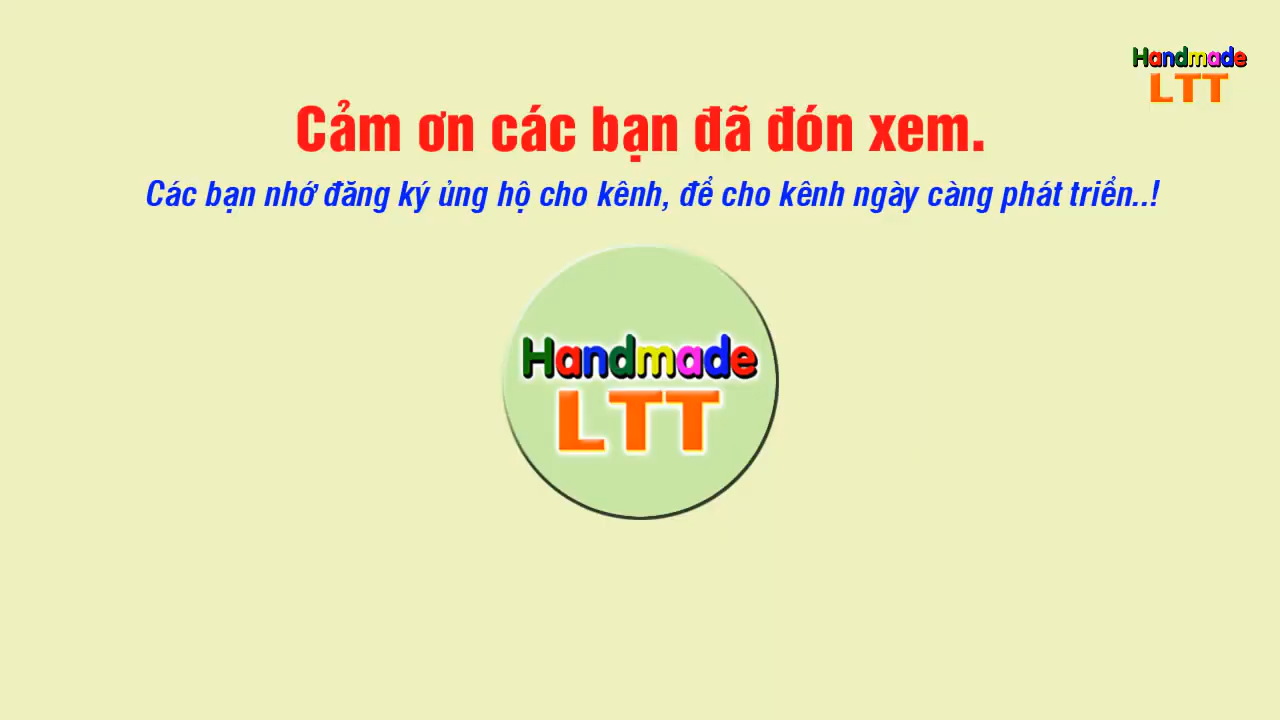 Handmade
LTT
Cảm ơn các bạn đã đón xem.
Các bạn nhớ đăng ký ủng hộ cho kênh, để cho kênh ngày càng phát triển..!
Handmade
LTT